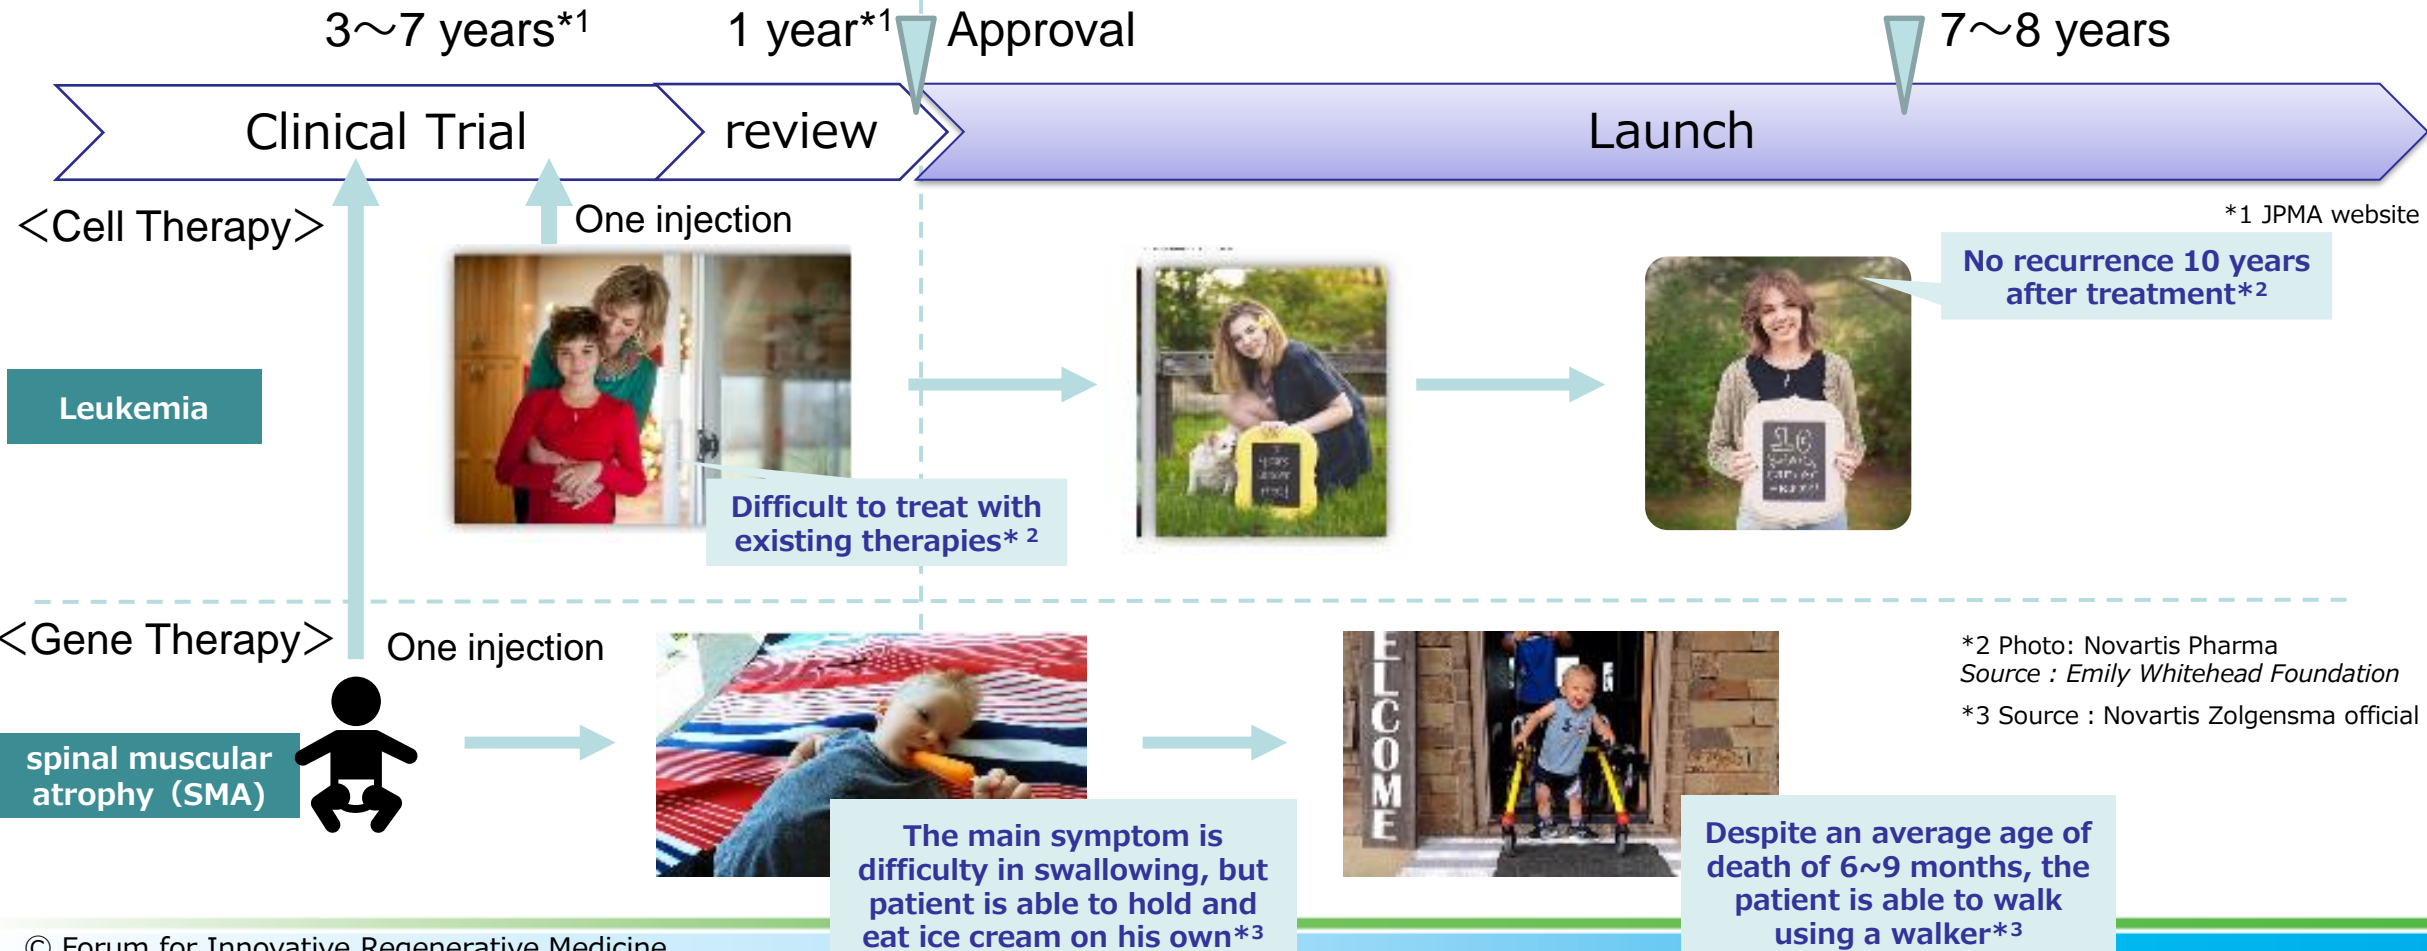 3～7 years*1
1 year*1
Approval
7～8 years
Clinical Trial
review
Launch
*1 JPMA website
＜Cell Therapy＞
One injection
No recurrence 10 years
after treatment*2
Leukemia
Difficult to treat with
existing therapies* 2
＜Gene Therapy＞
One injection
*2 Photo: Novartis Pharma
Source : Emily Whitehead Foundation
*3 Source : Novartis Zolgensma official
ELCOME
spinal muscular
atrophy（SMA)
The main symptom is
difficulty in swallowing, but
patient is able to hold and
eat ice cream on his own*3
Despite an average age of
death of 6~9 months, the
patient is able to walk
using a walker*3
© Forum for Innovative Regenerative Medicine